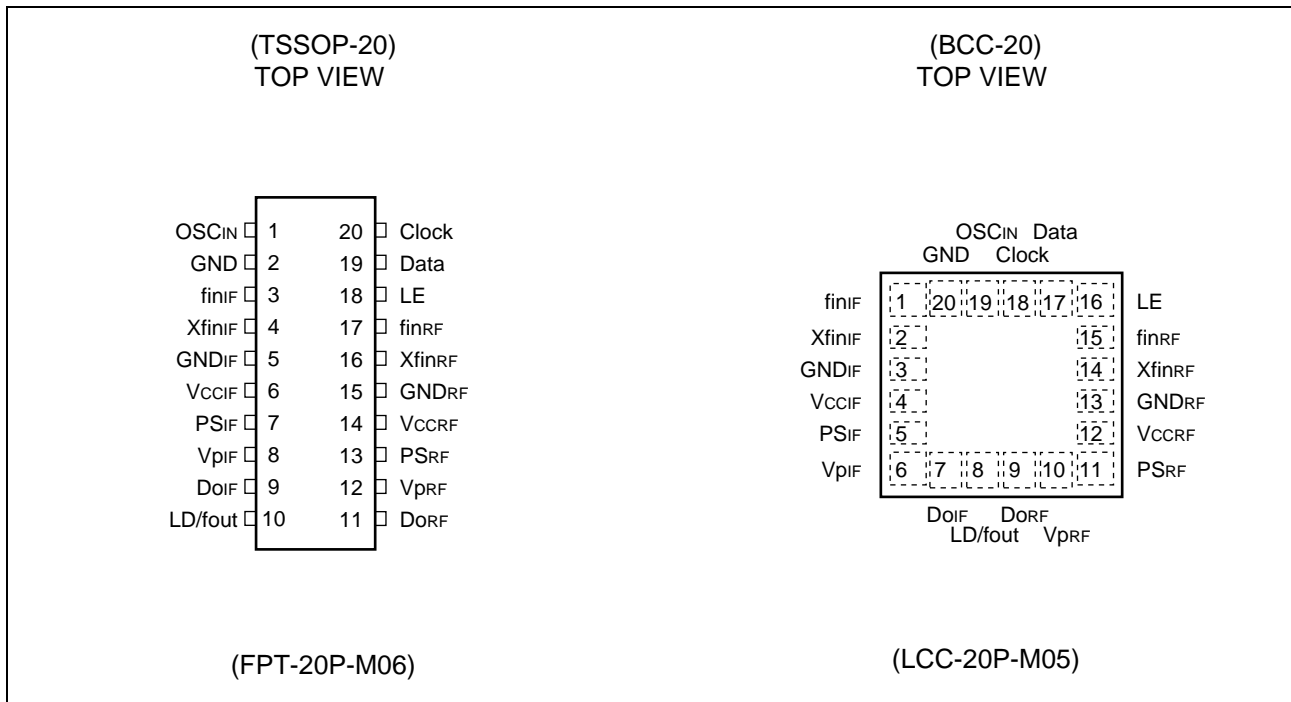 (TSSOP-20)
TOP VIEW
OSCIN 1 20 Clock
GND 2 19 Data
finIF 3 18 LE
XfinIF 4 17 finRF
GNDIF 5 16 XfinRF
VCCIF 6 15 GNDRF
PSIF 7 14 VCCRF
VpIF 8 13 PSRF
DoIF 9 12 VpRF
LD/fout 10 11 DoRF
(FPT-20P-M06)
(BCC-20)
TOP VIEW
OSCIN Data
GND Clock
finIF 1 20 19 18 17 16 LE
XfinIF 2 15 finRF
GNDIF 3 14 XfinRF
VCCIF 4 13 GNDRF
PSIF 5 12 VCCRF
VpIF 6 7 8 9 10 11 PSRF
DoIF DoRF
LD/fout VpRF
(LCC-20P-M05)